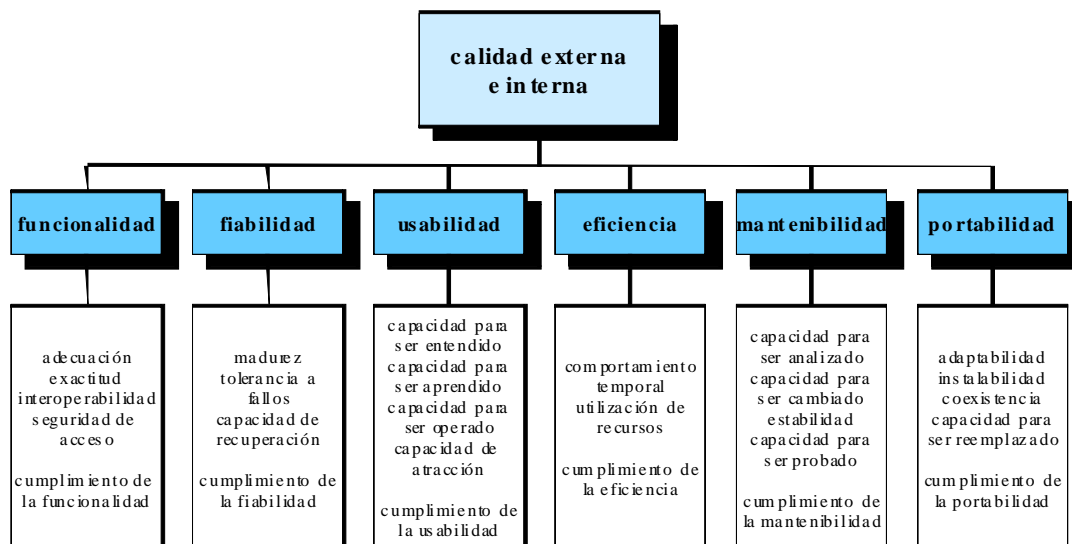 calidad externa
e interna
funcionalidad
fiabilidad
usabilidad
eficiencia
mantenibilidad
portabilidad
adecuación
exactitud
interoperabilidad
seguridad de
acceso
cumplimiento de
la funcionalidad
madurez
tolerancia a
fallos
capacidad de
recuperación
cumplimiento de
la fiabilidad
capacidad para
ser entendido
capacidad para
ser aprendido
capacidad para
ser operado
capacidad de
atracción
cumplimiento de
la usabilidad
comportamiento
temporal
utilización de
recursos
cumplimiento de
la eficiencia
capacidad para
ser analizado
capacidad para
ser cambiado
estabilidad
capacidad para
ser probado
cumplimiento de
la mantenibilidad
adaptabilidad
instalabilidad
coexistencia
capacidad para
ser reemplazado
cumplimiento de
la portabilidad